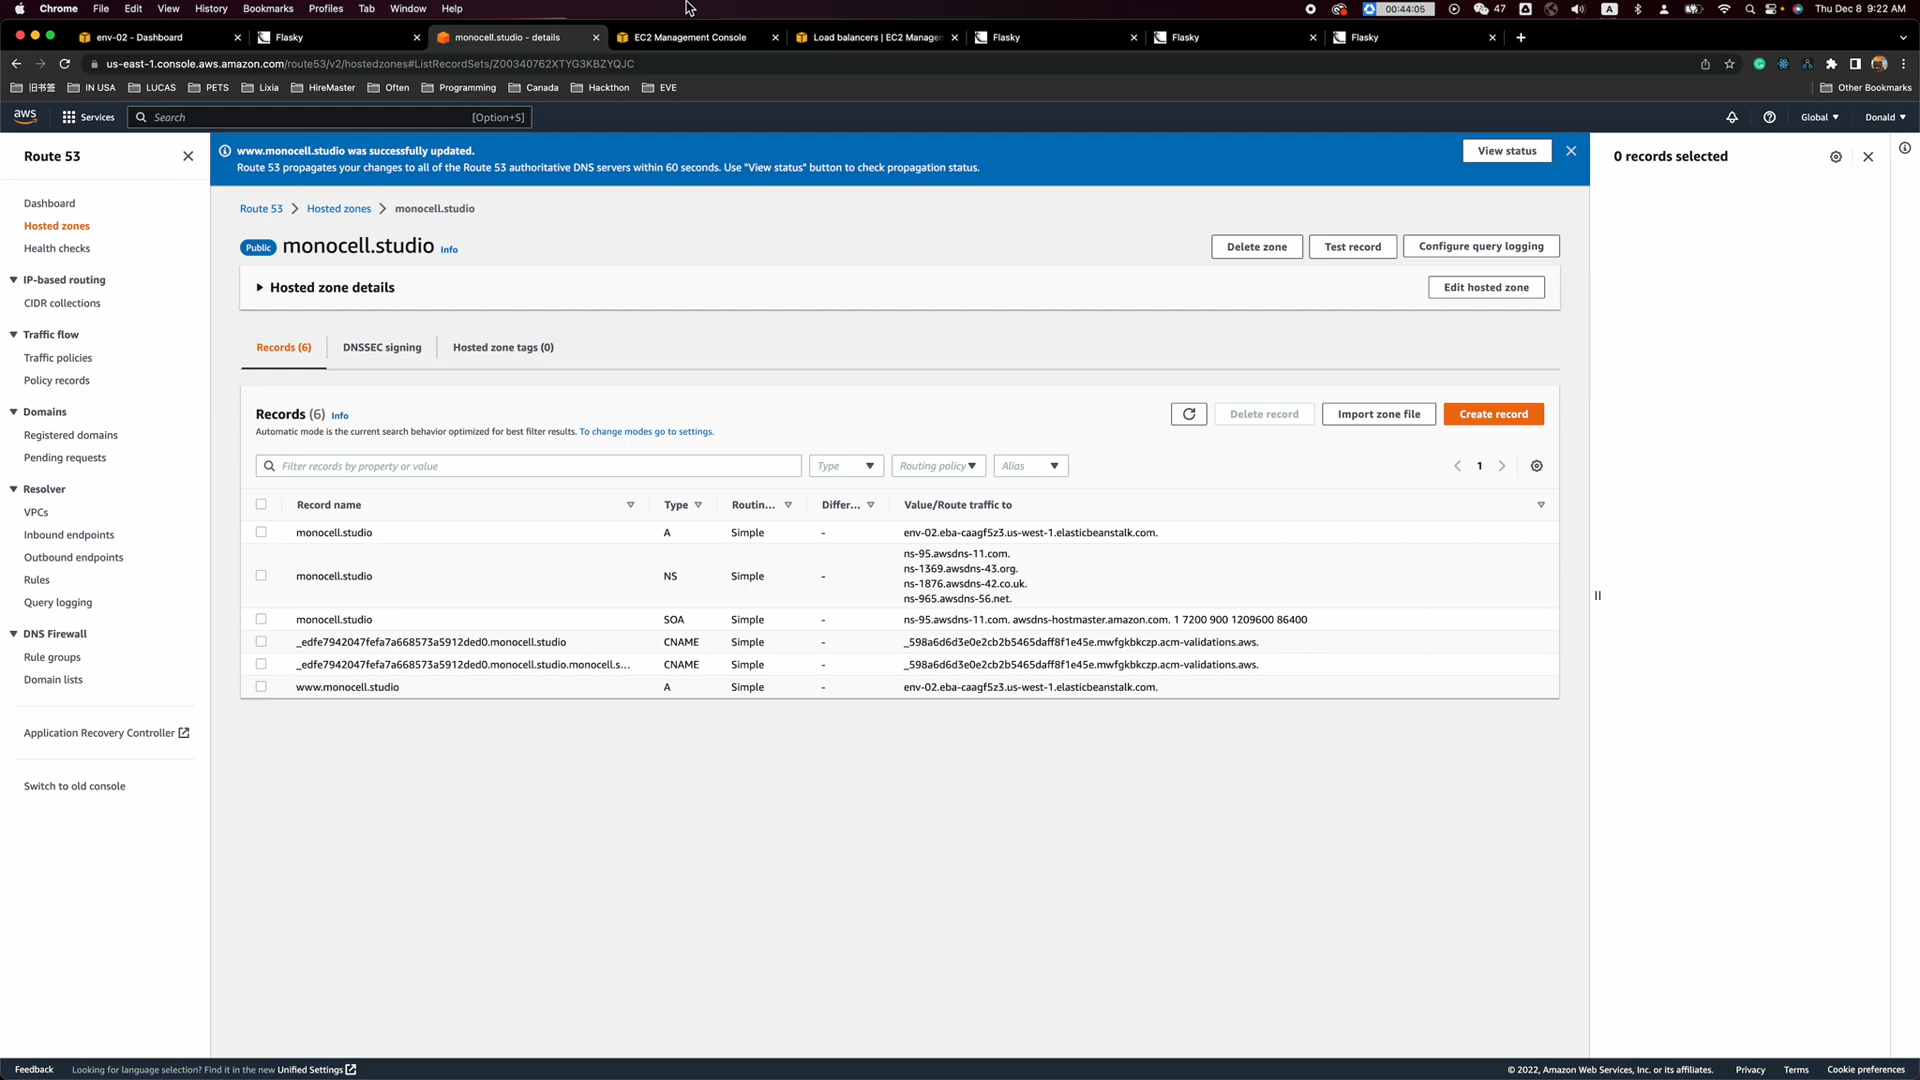 Chrome File Edit View History Bookmarks Profiles Tab Window Help
00:44:05 47 A Thu Dec 8 9:22 AM
env-02 - Dashboard Flasky monocell.studio - details EC2 Management Console Load balancers | EC2 Manage Flasky Flasky Flasky
us-east-1.console.aws.amazon.com/route53/v2/hostedzones#ListRecordSets/Z00340762XTYG3KBZYQJC
旧书签 IN USA LUCAS PETS Lixia HireMaster Often Programming Canada Hackthon EVE Other Bookmarks
aws Services Search [Option+S] Global Donald
Route 53
Dashboard
Hosted zones
Health checks
IP-based routing
CIDR collections
Traffic flow
Traffic policies
Policy records
Domains
Registered domains
Pending requests
Resolver
VPCs
Inbound endpoints
Outbound endpoints
Rules
Query logging
DNS Firewall
Rule groups
Domain lists
Application Recovery Controller
Switch to old console
www.monocell.studio was successfully updated.
Route 53 propagates your changes to all of the Route 53 authoritative DNS servers within 60 seconds. Use "View status" button to check propagation status.
View status
Route 53 Hosted zones monocell.studio
Public monocell.studio Info
Delete zone Test record Configure query logging
Hosted zone details
Edit hosted zone
Records (6) DNSSEC signing Hosted zone tags (0)
Records (6) Info
Automatic mode is the current search behavior optimized for best filter results. To change modes go to settings.
Delete record Import zone file Create record
Filter records by property or value Type Routing policy Alias 1
Record name Type Routin... Differ... Value/Route traffic to
monocell.studio A Simple - env-02.eba-caagf5z3.us-west-1.elasticbeanstalk.com.
monocell.studio NS Simple - ns-95.awsdns-11.com.
ns-1369.awsdns-43.org.
ns-1876.awsdns-42.co.uk.
ns-965.awsdns-56.net.
monocell.studio SOA Simple - ns-95.awsdns-11.com. awsdns-hostmaster.amazon.com. 1 7200 900 1209600 86400
_edfe7942047fefa7a668573a5912ded0.monocell.studio CNAME Simple - _598a6d6d3e0e2cb2b5465daff8f1e45e.mwfgkbkczp.acm-validations.aws.
_edfe7942047fefa7a668573a5912ded0.monocell.studio.monocell.s... CNAME Simple - _598a6d6d3e0e2cb2b5465daff8f1e45e.mwfgkbkczp.acm-validations.aws.
www.monocell.studio A Simple - env-02.eba-caagf5z3.us-west-1.elasticbeanstalk.com.
0 records selected
Feedback Looking for language selection? Find it in the new Unified Settings © 2022, Amazon Web Services, Inc. or its affiliates. Privacy Terms Cookie preferences